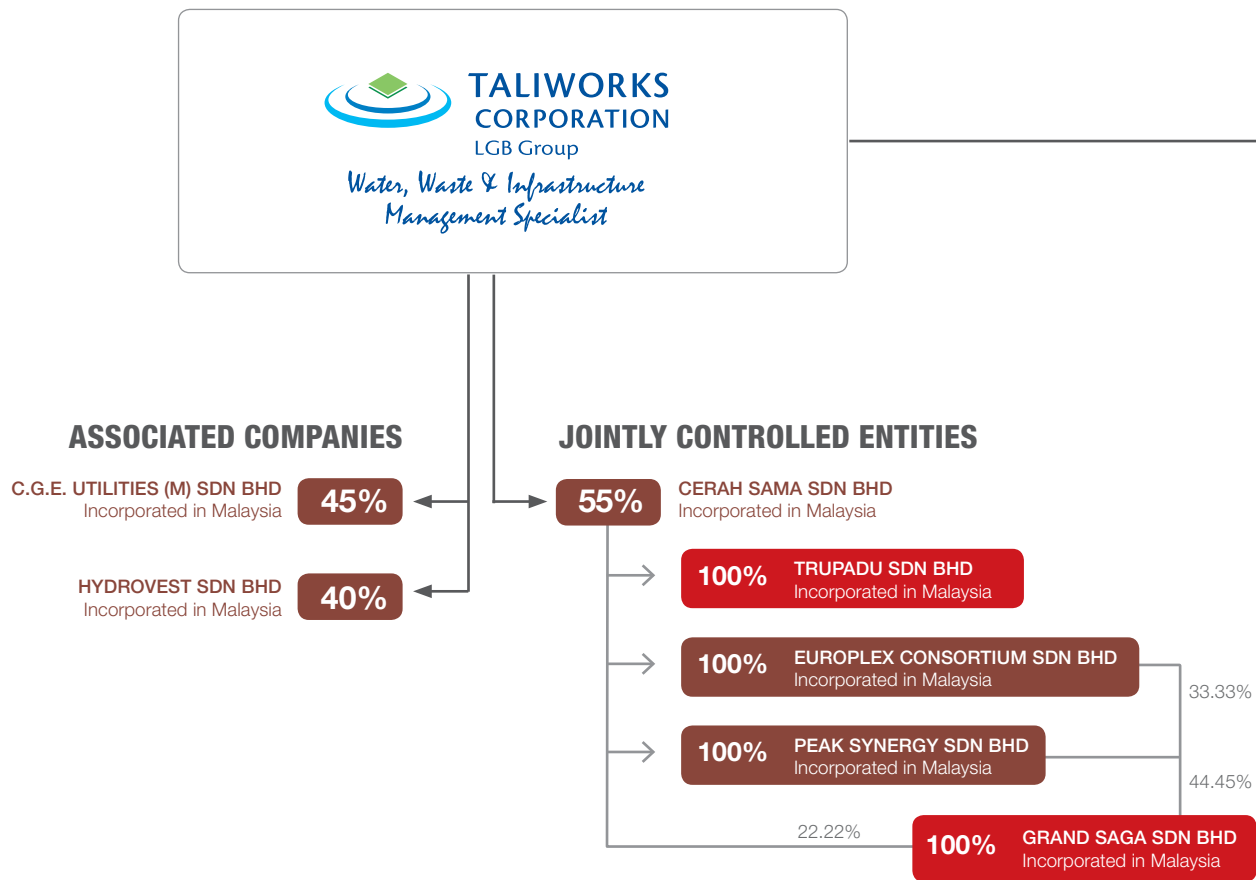 TALIWORKS
CORPORATION
LGB Group
Water, Waste & Infrastructure
Management Specialist
ASSOCIATED COMPANIES
C.G.E. UTILITIES (M) SDN BHD
Incorporated in Malaysia
45%
HYDROVEST SDN BHD
Incorporated in Malaysia
40%
JOINTLY CONTROLLED ENTITIES
55%
CERAH SAMA SDN BHD
Incorporated in Malaysia
100%
TRUPADU SDN BHD
Incorporated in Malaysia
100%
EUROPLEX CONSORTIUM SDN BHD
Incorporated in Malaysia
33.33%
100%
PEAK SYNERGY SDN BHD
Incorporated in Malaysia
44.45%
22.22%
100%
GRAND SAGA SDN BHD
Incorporated in Malaysia